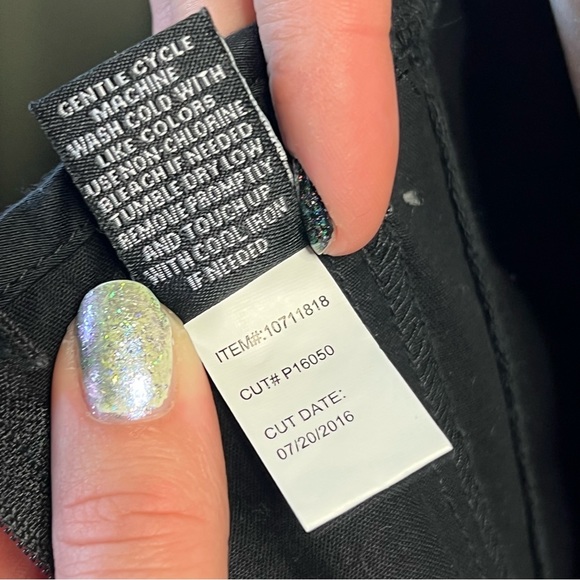 GENTLE CYCLE
MACHINE
WASH COLD WITH
LIKE COLORS
USE NON CHLORINE
BLEACH IF NEEDED
TUMBLE DRY LOW
REMOVE PROMPTLY
AND TOUCH UP
WITH COOL IRON
IF NEEDED
ITEM#:10711818
CUT# P16050
CUT DATE:
07/20/2016